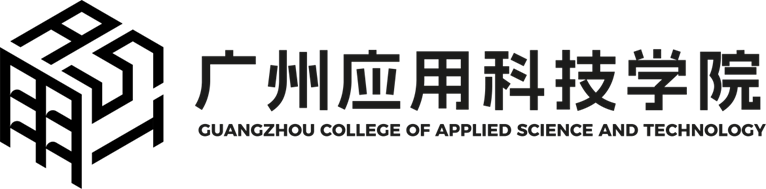 广州应用科技学院
GUANGZHOU COLLEGE OF APPLIED SCIENCE AND TECHNOLOGY